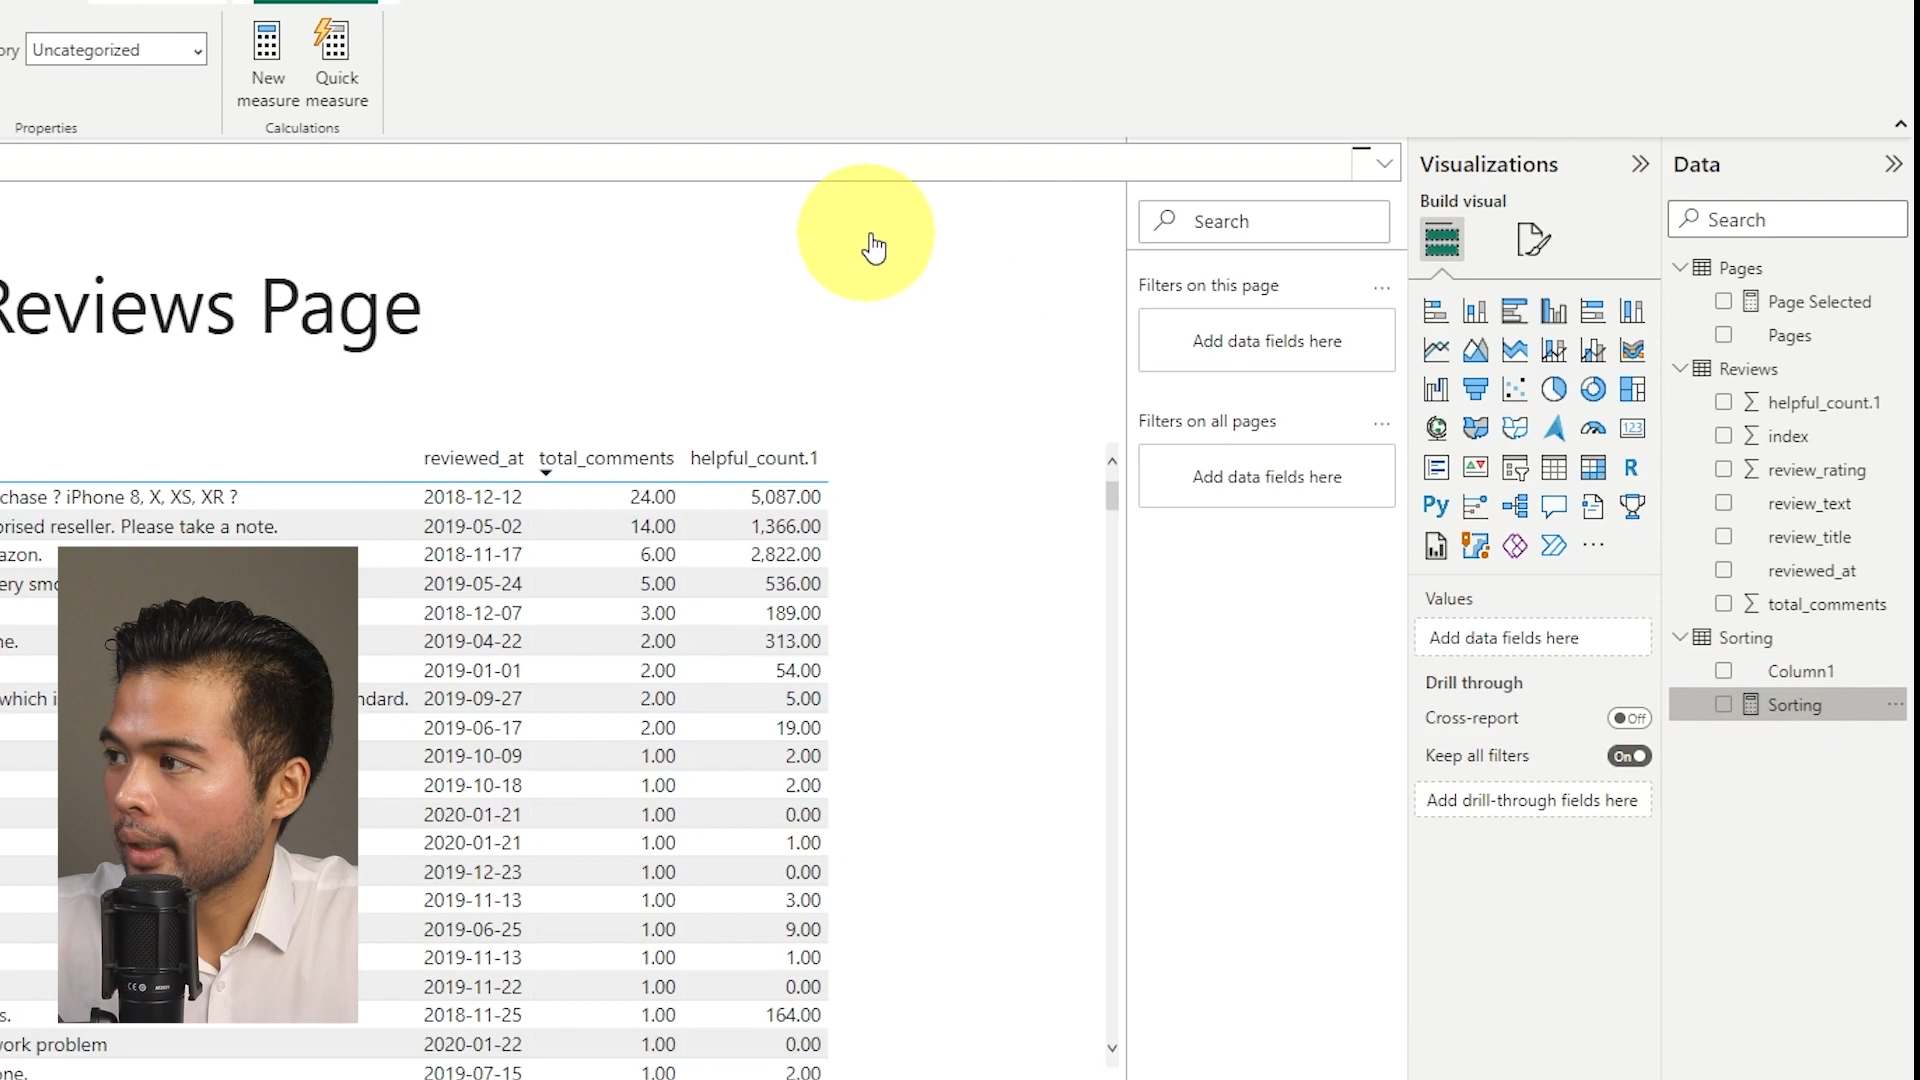 ory Uncategorized
New measure
Quick measure
Properties
Calculations
Reviews Page
reviewed_at total_comments helpful_count.1
chase ? iPhone 8, X, XS, XR ? 2018-12-12 24.00 5,087.00
orised reseller. Please take a note. 2019-05-02 14.00 1,366.00
azon. 2018-11-17 6.00 2,822.00
ery smo 2019-05-24 5.00 536.00
2018-12-07 3.00 189.00
ne. 2019-04-22 2.00 313.00
2019-01-01 2.00 54.00
which i ndard. 2019-09-27 2.00 5.00
2019-06-17 2.00 19.00
2019-10-09 1.00 2.00
2019-10-18 1.00 2.00
2020-01-21 1.00 0.00
2020-01-21 1.00 1.00
2019-12-23 1.00 0.00
2019-11-13 1.00 3.00
2019-06-25 1.00 9.00
2019-11-13 1.00 1.00
2019-11-22 1.00 0.00
s. 2018-11-25 1.00 164.00
vork problem 2020-01-22 1.00 0.00
one. 2019-07-15 1.00 2.00
Search
Filters on this page ...
Add data fields here
Filters on all pages ...
Add data fields here
Visualizations
Build visual
123
R
Py
...
Values
Add data fields here
Drill through
Cross-report Off
Keep all filters On
Add drill-through fields here
Data
Search
Pages
Page Selected
Pages
Reviews
helpful_count.1
index
review_rating
review_text
review_title
reviewed_at
total_comments
Sorting
Column1
Sorting ...